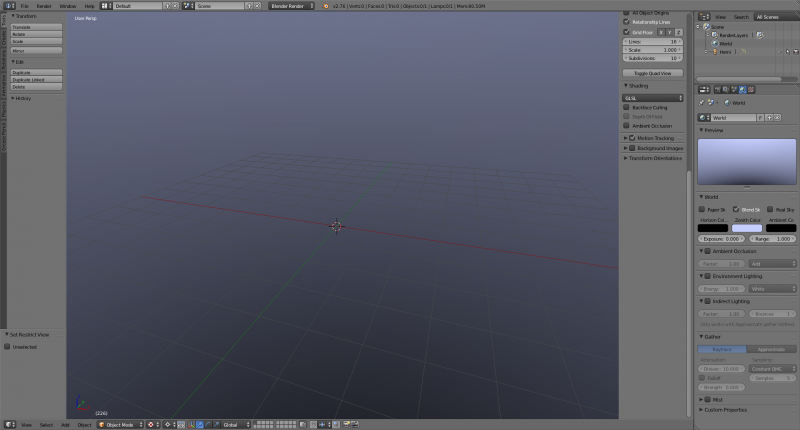 File Render Window Help Default Scene Blender Render v2.76 | Verts:0 | Faces:0 | Tris:0 | Objects:0/1 | Lamps:0/1 | Mem:60.50M
Transform
Translate
Rotate
Scale
Mirror
Edit
Duplicate
Duplicate Linked
Delete
History
Set Restrict View
Unselected
User Persp
(226)
View Select Add Object Object Mode Global
All Object Origins
Relationship Lines
Grid Floor X Y Z
Lines: 16
Scale: 1.000
Subdivisions: 10
Toggle Quad View
Shading
GLSL
Backface Culling
Depth Of Field
Ambient Occlusion
Motion Tracking
Background Images
Transform Orientations
View Search All Scenes
Scene
RenderLayers
World
Hemi
World
World F
Preview
World
Paper Sk Blend Sk Real Sky
Horizon Col Zenith Color Ambient Co
Exposure: 0.000 Range: 1.000
Ambient Occlusion
Factor: 1.00 Add
Environment Lighting
Energy: 1.000 White
Indirect Lighting
Factor: 1.00 Bounces: 1
Only works with Approximate gather method
Gather
Raytrace Approximate
Attenuation: Sampling:
Distance: 10.000 Constant QMC
Falloff Samples: 5
Strength: 0.000
Mist
Custom Properties